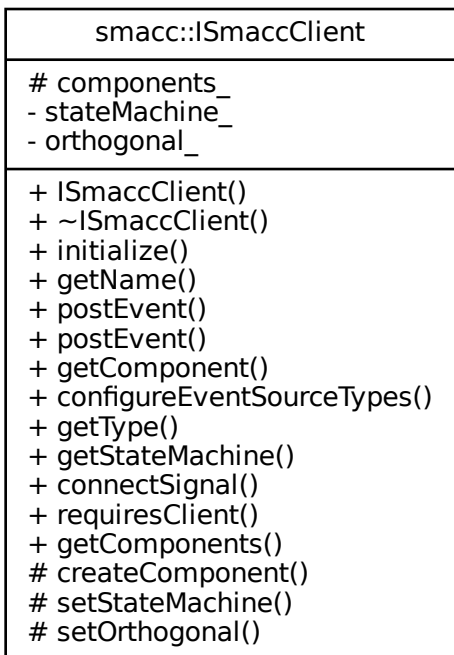 smacc::ISmaccClient
# components_
- stateMachine_
- orthogonal_
+ ISmaccClient()
+ ~ISmaccClient()
+ initialize()
+ getName()
+ postEvent()
+ postEvent()
+ getComponent()
+ configureEventSourceTypes()
+ getType()
+ getStateMachine()
+ connectSignal()
+ requiresClient()
+ getComponents()
# createComponent()
# setStateMachine()
# setOrthogonal()